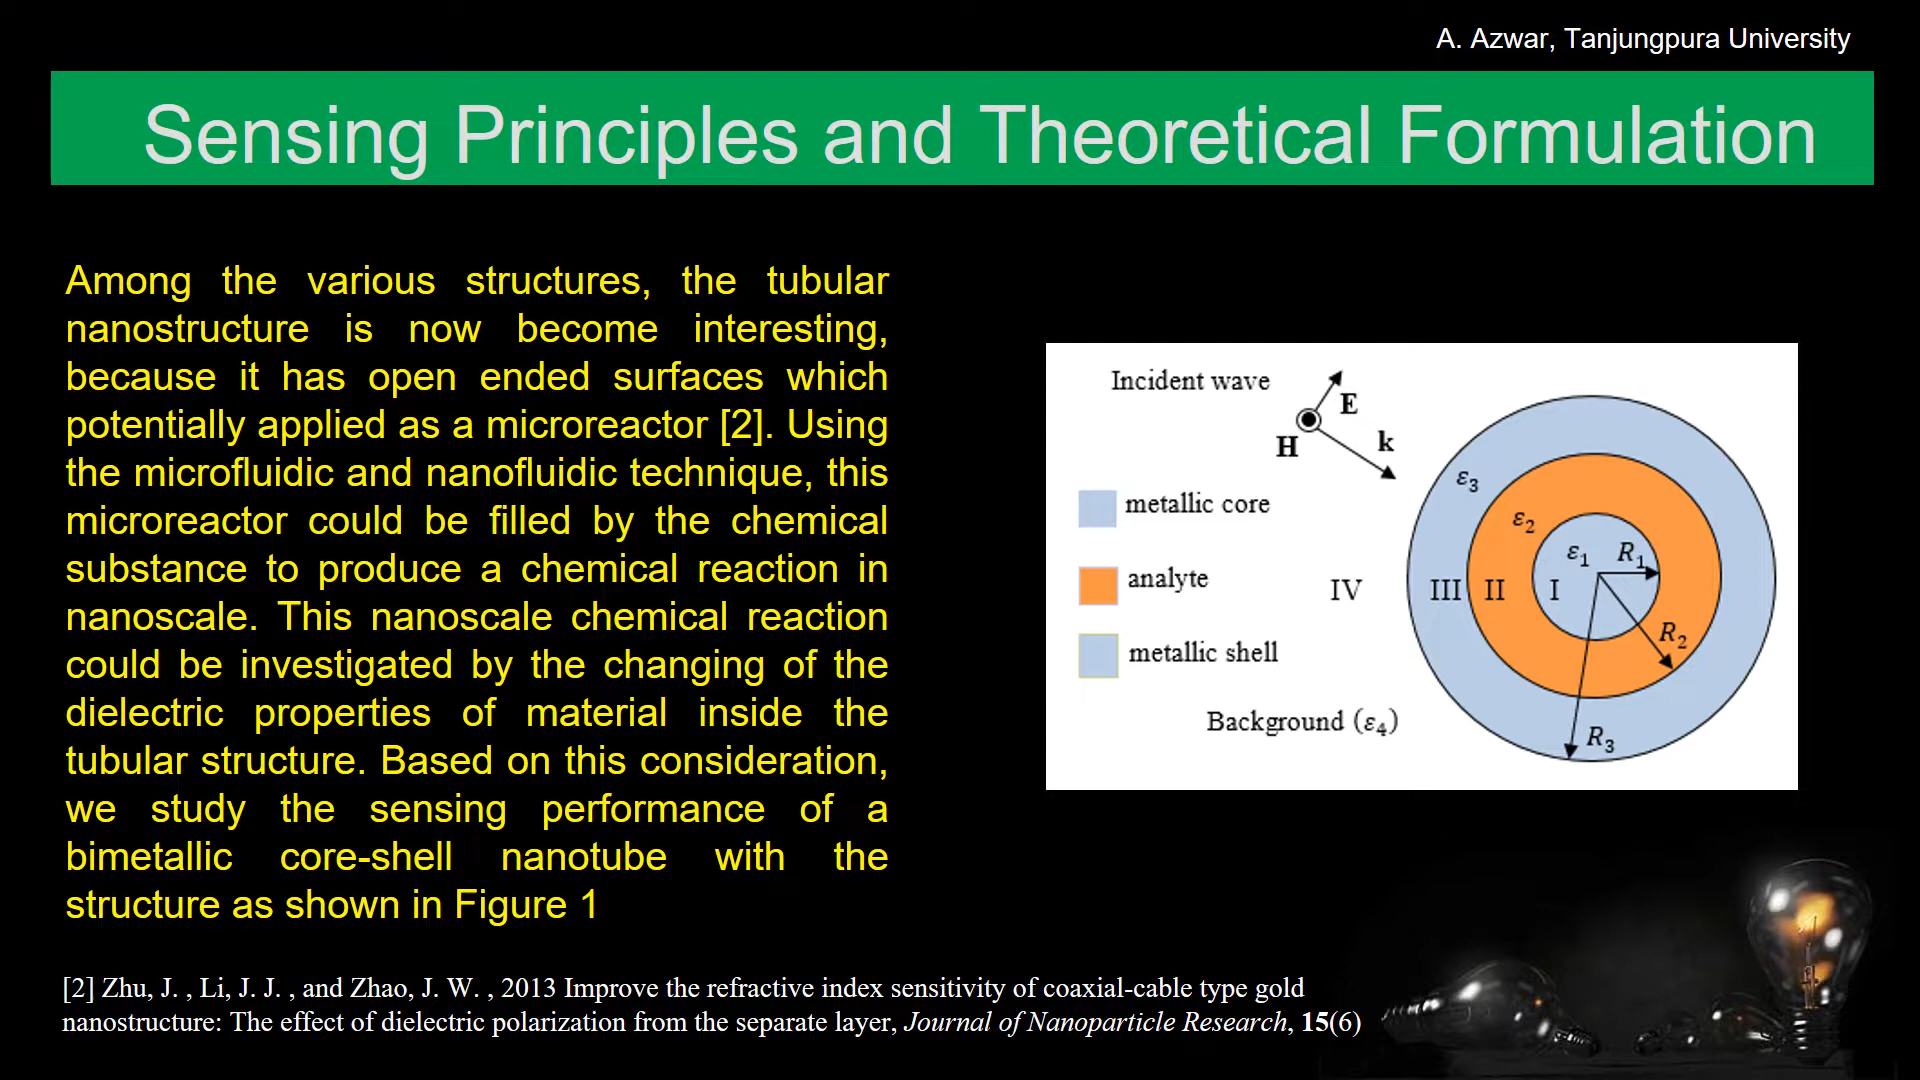 A. Azwar, Tanjungpura University
Sensing Principles and Theoretical Formulation
Among the various structures, the tubular
nanostructure is now become interesting,
because it has open ended surfaces which
potentially applied as a microreactor [2]. Using
the microfluidic and nanofluidic technique, this
microreactor could be filled by the chemical
substance to produce a chemical reaction in
nanoscale. This nanoscale chemical reaction
could be investigated by the changing of the
dielectric properties of material inside the
tubular structure. Based on this consideration,
we study the sensing performance of a
bimetallic core-shell nanotube with the
structure as shown in Figure 1
Incident wave
E
H
k
metallic core
analyte
metallic shell
Background (ε₄)
ε₃
ε₂
ε₁
R₁
IV
III
II
I
R₂
R₃
[2] Zhu, J. , Li, J. J. , and Zhao, J. W. , 2013 Improve the refractive index sensitivity of coaxial-cable type gold
nanostructure: The effect of dielectric polarization from the separate layer, Journal of Nanoparticle Research, 15(6)